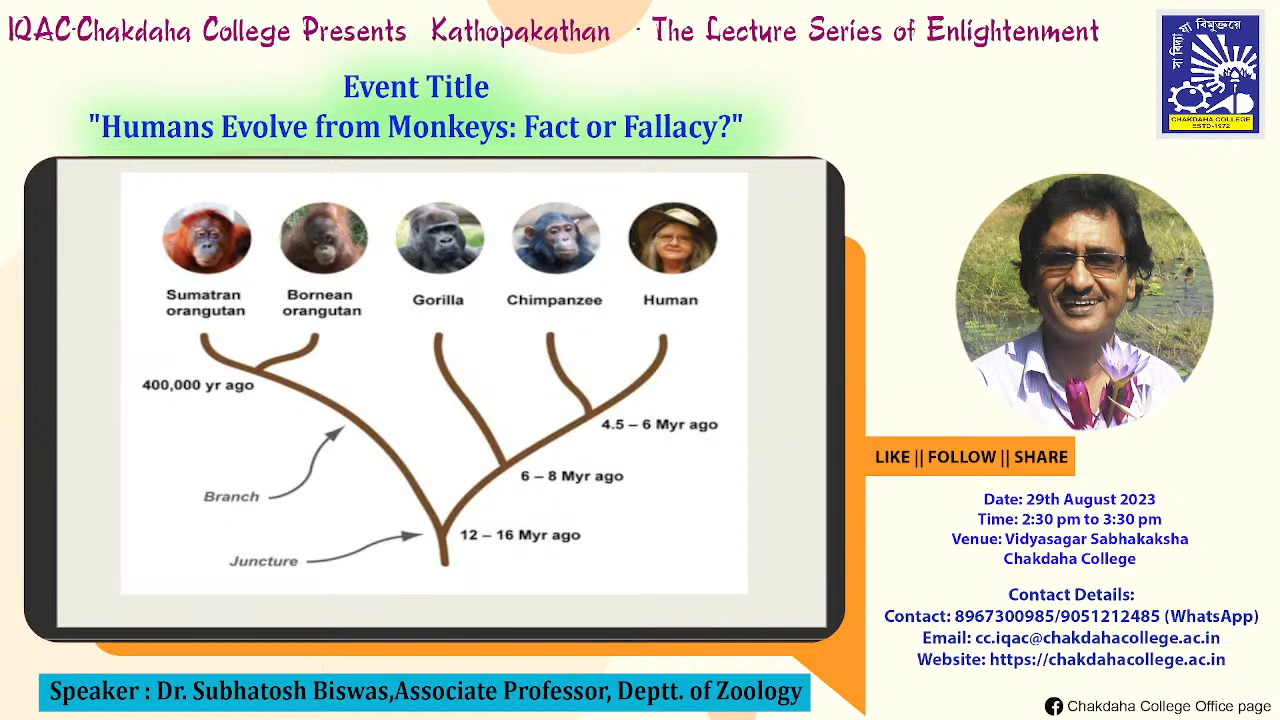 IQAC-Chakdaha College Presents Kathopakathan - The Lecture Series of Enlightenment
সা বিদ্যা যা বিমুক্তয়ে
CHAKDAHA COLLEGE
ESTD-1972
Event Title
"Humans Evolve from Monkeys: Fact or Fallacy?"
Sumatran orangutan
Bornean orangutan
Gorilla
Chimpanzee
Human
400,000 yr ago
4.5 – 6 Myr ago
6 – 8 Myr ago
Branch
12 – 16 Myr ago
Juncture
LIKE || FOLLOW || SHARE
Date: 29th August 2023
Time: 2:30 pm to 3:30 pm
Venue: Vidyasagar Sabhakaksha
Chakdaha College
Contact Details:
Contact: 8967300985/9051212485 (WhatsApp)
Email: cc.iqac@chakdahacollege.ac.in
Website: https://chakdahacollege.ac.in
Speaker : Dr. Subhatosh Biswas,Associate Professor, Deptt. of Zoology
Chakdaha College Office page